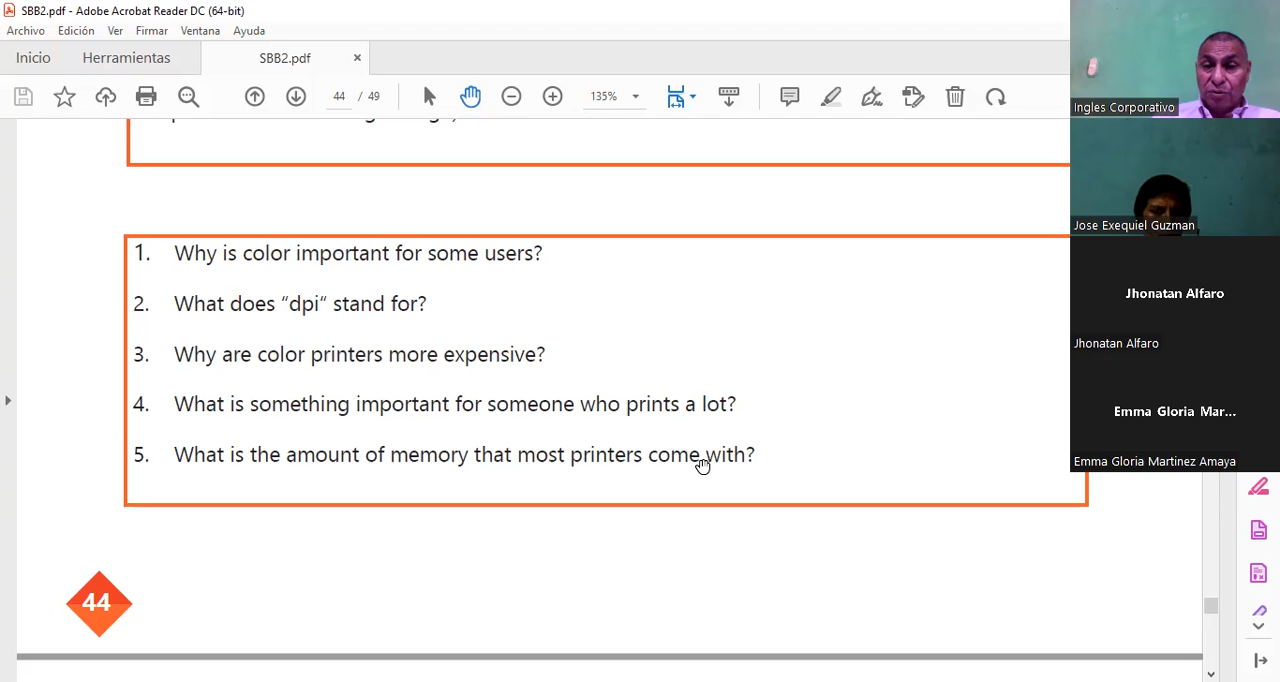 SBB2.pdf - Adobe Acrobat Reader DC (64-bit)
Archivo Edición Ver Firmar Ventana Ayuda
Inicio Herramientas SBB2.pdf ×
44 / 49 135%
1. Why is color important for some users?
2. What does “dpi“ stand for?
3. Why are color printers more expensive?
4. What is something important for someone who prints a lot?
5. What is the amount of memory that most printers come with?
44
Ingles Corporativo
Jose Exequiel Guzman
Jhonatan Alfaro
Jhonatan Alfaro
Emma Gloria Mar...
Emma Gloria Martinez Amaya